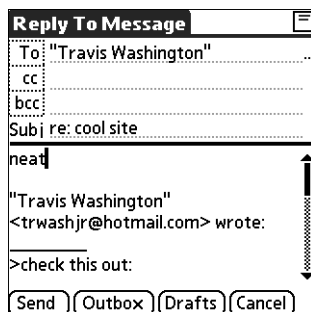 Reply To Message
To "Travis Washington" ..
cc
bcc
Subj re: cool site
neat
"Travis Washington"
<trwashjr@hotmail.com> wrote:
>check this out:
Send Outbox Drafts Cancel